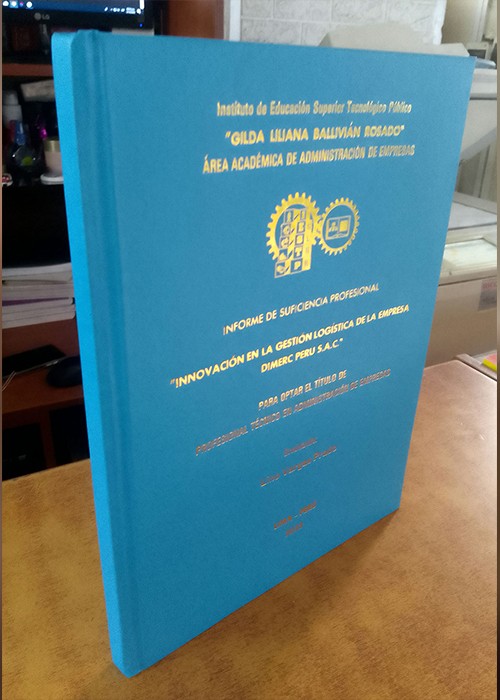 LG
Instituto de Educación Superior Tecnológico Público
"GILDA LILIANA BALLIVIÁN ROSADO"
ÁREA ACADÉMICA DE ADMINISTRACIÓN DE EMPRESAS
INFORME DE SUFICIENCIA PROFESIONAL
"INNOVACIÓN EN LA GESTIÓN LOGÍSTICA DE LA EMPRESA
DIMERC PERU S.A.C."
PARA OPTAR EL TÍTULO DE
PROFESIONAL TÉCNICO EN ADMINISTRACIÓN DE EMPRESAS